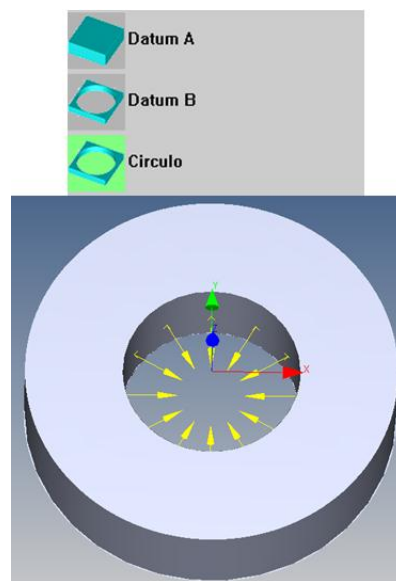 Datum A
Datum B
Circulo
Y
Z
X